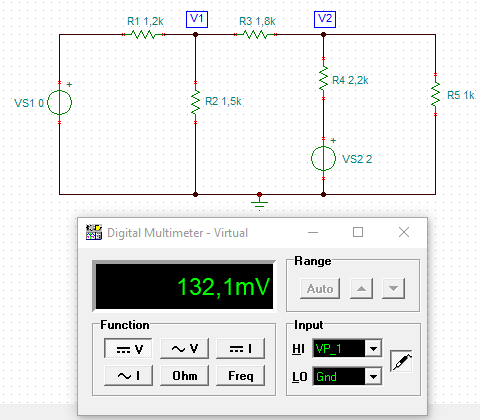 V1
V2
R1 1,2k
R3 1,8k
R4 2,2k
R5 1k
VS1 0
+
R2 1,5k
+
VS2 2
Digital Multimeter - Virtual
132,1mV
Range
Auto
Function
V
V
I
I
Ohm
Freq
Input
HI VP_1
LO Gnd